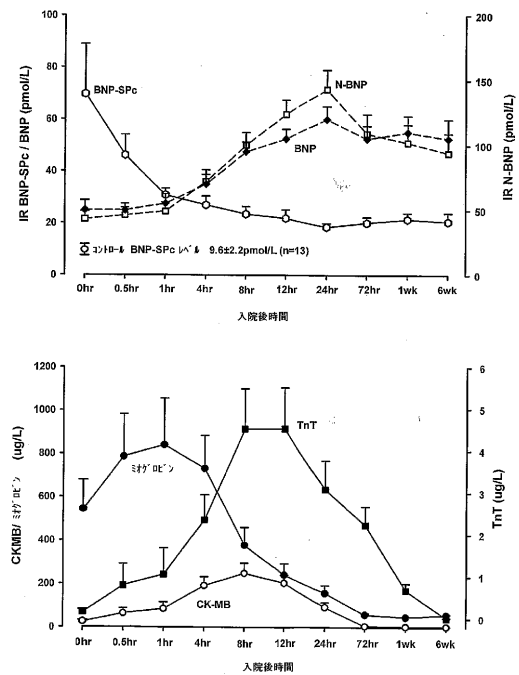 100
80
60
40
20
0
IR BNP-SPc / BNP (pmol/L)
200
150
100
50
0
IR N-BNP (pmol/L)
BNP-SPc
N-BNP
BNP
コントロール BNP-SPc レベル 9.6±2.2pmol/L (n=13)
0hr 0.5hr 1hr 4hr 8hr 12hr 24hr 72hr 1wk 6wk
入院後時間
1200
1000
800
600
400
200
0
CKMB/ ミオグロビン (ug/L)
6
5
4
3
2
1
0
TnT (ug/L)
TnT
ミオグロビン
CK-MB
0hr 0.5hr 1hr 4hr 8hr 12hr 24hr 72hr 1wk 6wk
入院後時間